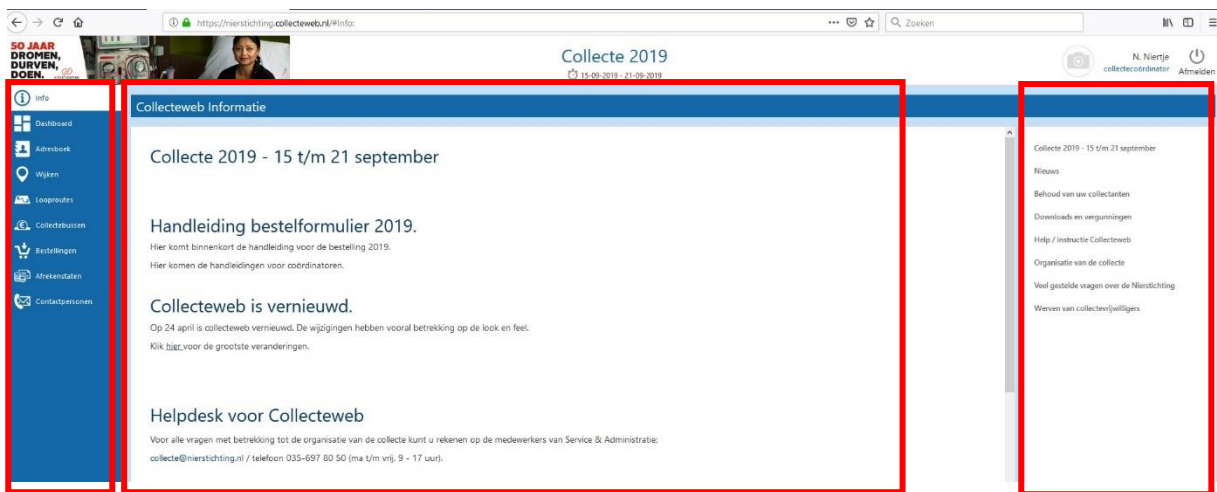 https://nierstichting.collecteweb.nl/#Info:
Zoeken
50 JAAR
DROMEN,
DURVEN,
DOEN.
Collecte 2019
15-09-2019 - 21-09-2019
N. Niertje
collectecoördinator
Afmelden
Info
Dashboard
Adresboek
Wijken
Looproutes
Collectebussen
Bestellingen
Afrekenstaten
Contactpersonen
Collecteweb Informatie
Collecte 2019 - 15 t/m 21 september
Handleiding bestelformulier 2019.
Hier komt binnenkort de handleiding voor de bestelling 2019.
Hier komen de handleidingen voor coördinatoren.
Collecteweb is vernieuwd.
Op 24 april is collecteweb vernieuwd. De wijzigingen hebben vooral betrekking op de look en feel.
Klik hier voor de grootste veranderingen.
Helpdesk voor Collecteweb
Voor alle vragen met betrekking tot de organisatie van de collecte kunt u rekenen op de medewerkers van Service & Administratie:
collecte@nierstichting.nl / telefoon 035-697 80 50 (ma t/m vrij, 9 - 17 uur).
Collecte 2019 - 15 t/m 21 september
Nieuws
Behoud van uw collectanten
Downloads en vergunningen
Help / instructie Collecteweb
Organisatie van de collecte
Veel gestelde vragen over de Nierstichting
Werven van collectevrijwilligers